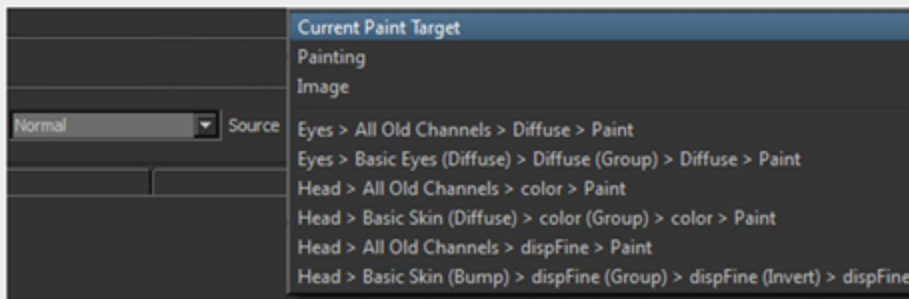 Current Paint Target
Painting
Image
Normal Source
Eyes > All Old Channels > Diffuse > Paint
Eyes > Basic Eyes (Diffuse) > Diffuse (Group) > Diffuse > Paint
Head > All Old Channels > color > Paint
Head > Basic Skin (Diffuse) > color (Group) > color > Paint
Head > All Old Channels > dispFine > Paint
Head > Basic Skin (Bump) > dispFine (Group) > dispFine (Invert) > dispFine